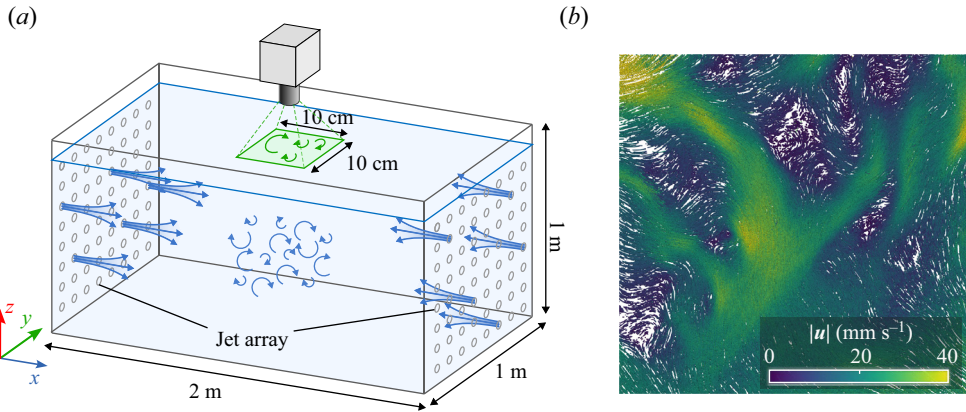 (a)
(b)
10 cm
10 cm
1 m
Jet array
z
y
x
2 m
1 m
|u| (mm s⁻¹)
0 20 40